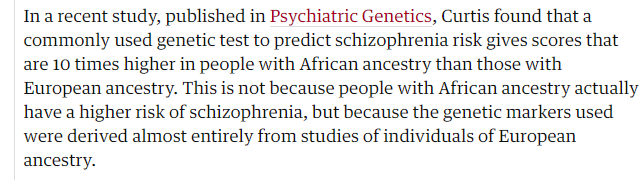 In a recent study, published in Psychiatric Genetics, Curtis found that a
commonly used genetic test to predict schizophrenia risk gives scores that
are 10 times higher in people with African ancestry than those with
European ancestry. This is not because people with African ancestry actually
have a higher risk of schizophrenia, but because the genetic markers used
were derived almost entirely from studies of individuals of European
ancestry.